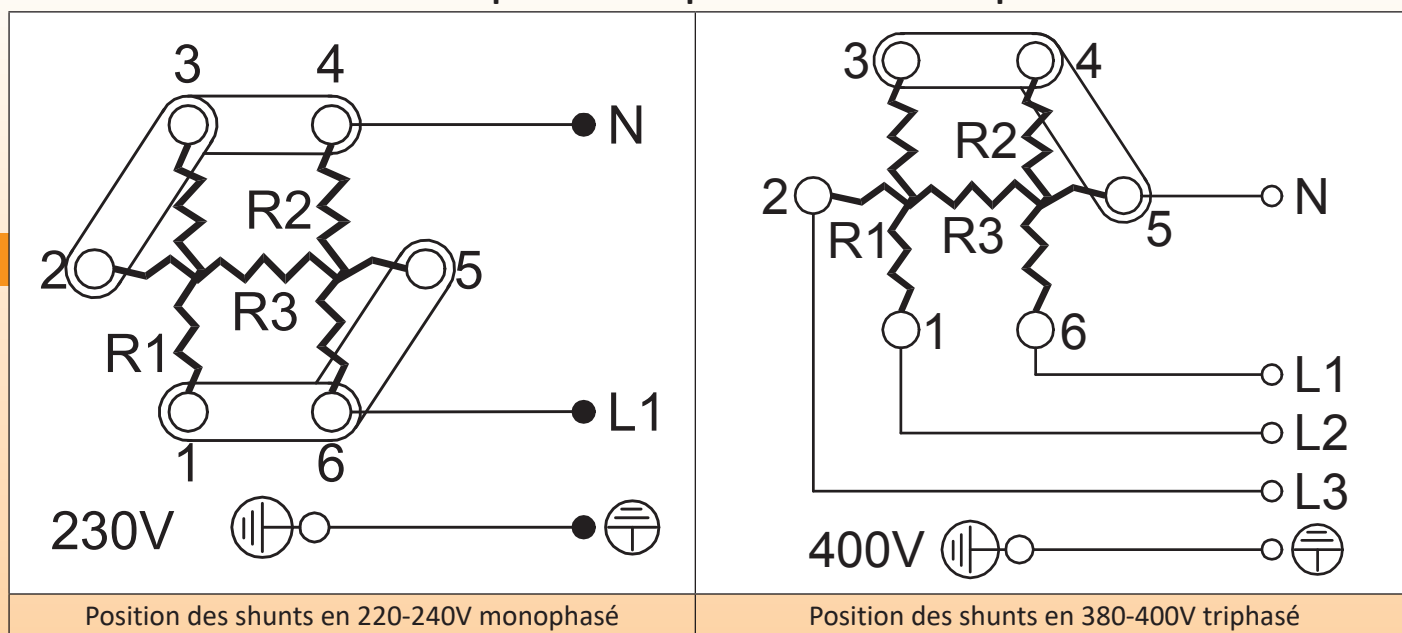 3 4
N
R2
2 5
R3
R1
L1
1 6
230V
Position des shunts en 220-240V monophasé
3 4
R2
2 N
R1 R3 5
1 6
L1
L2
L3
400V
Position des shunts en 380-400V triphasé